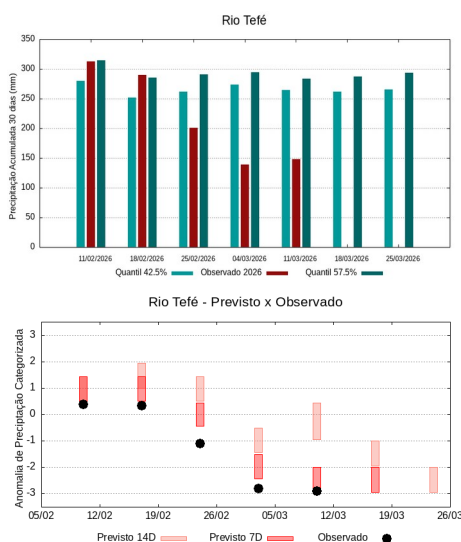 Rio Tefé
Precipitação Acumulada 30 dias (mm)
350
300
250
200
150
100
50
0
11/02/2026 18/02/2026 25/02/2026 04/03/2026 11/03/2026 18/03/2026 25/03/2026
Quantil 42.5% Observado 2026 Quantil 57.5%
Rio Tefé - Previsto x Observado
Anomalia de Preciptação Categorizada
3
2
1
0
-1
-2
-3
05/02 12/02 19/02 26/02 05/03 12/03 19/03 26/03
Previsto 14D Previsto 7D Observado